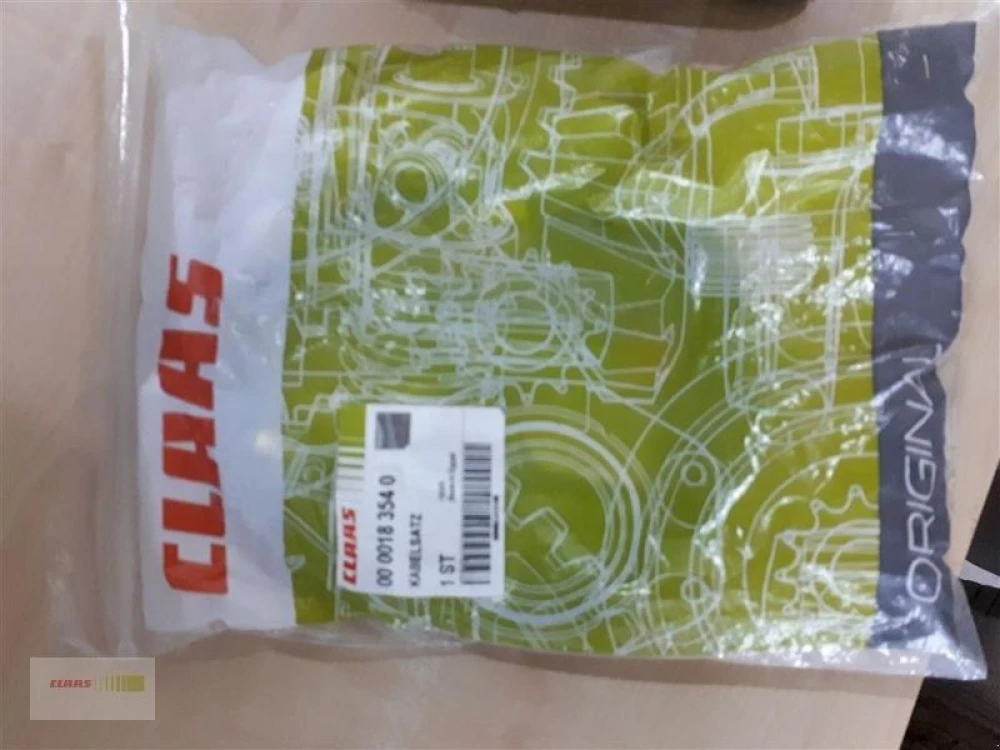 CLAAS
ORIGINAL
CLAAS
00 0018 354 0
KABELSATZ
1 ST
CLAAS